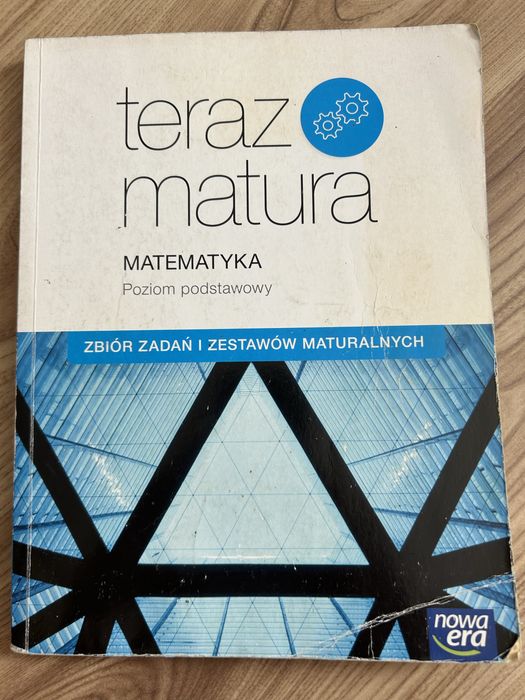 teraz
matura
MATEMATYKA
Poziom podstawowy
ZBIÓR ZADAŃ I ZESTAWÓW MATURALNYCH
nowa
era